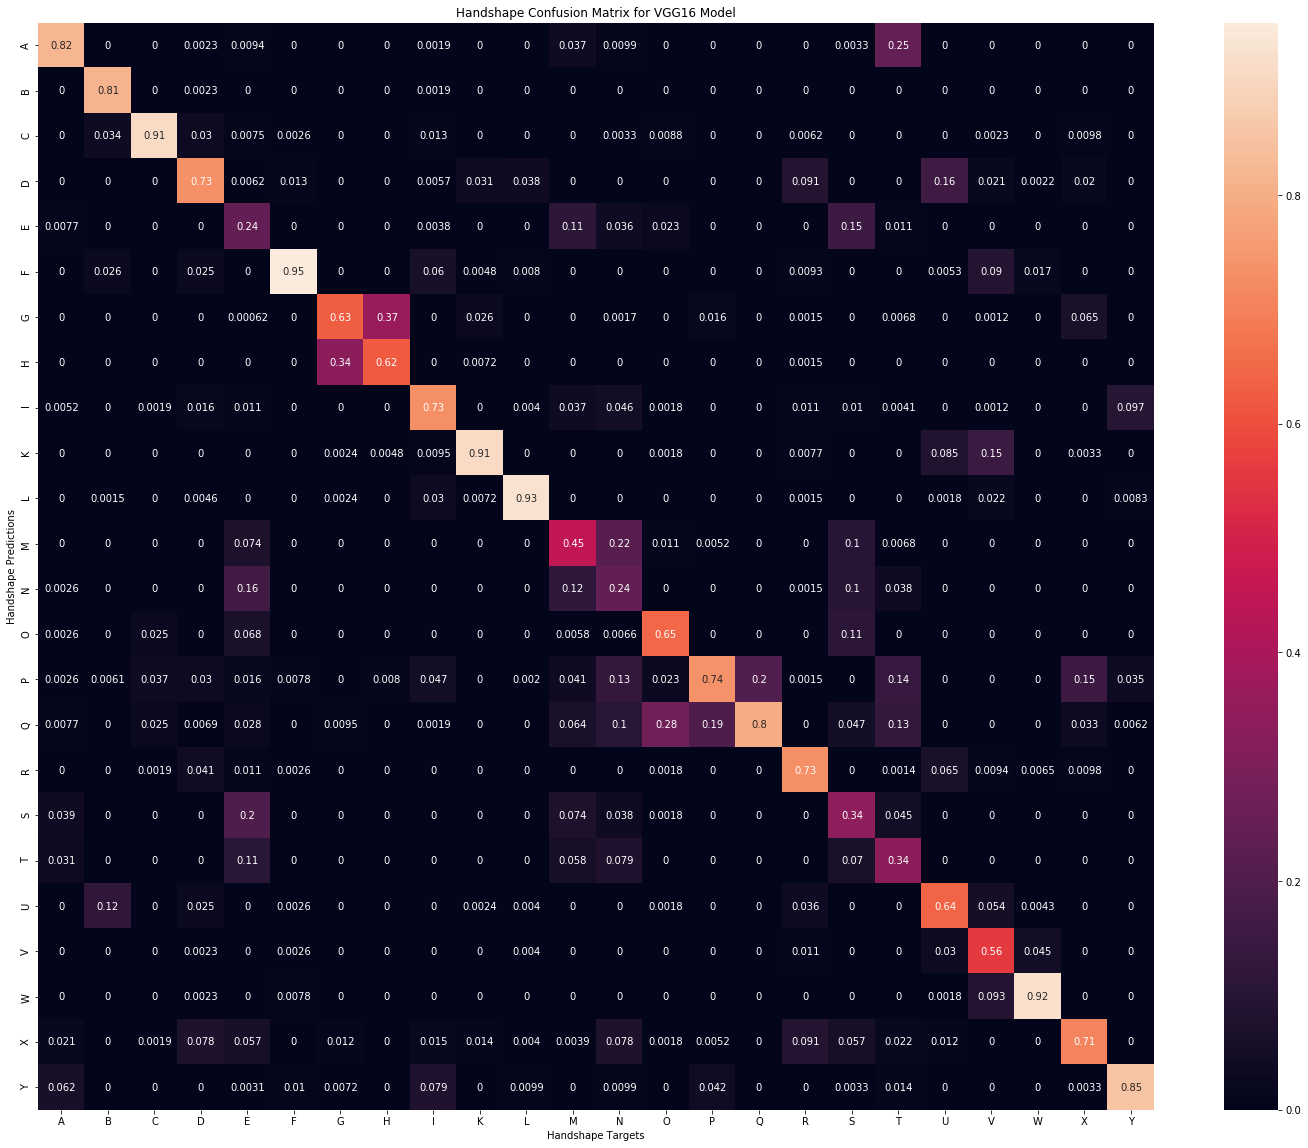 Handshape Confusion Matrix for VGG16 Model
A 0.82 0 0 0.0023 0.0094 0 0 0 0.0019 0 0 0.037 0.0099 0 0 0 0 0.0033 0.25 0 0 0 0 0
B 0 0.81 0 0.0023 0 0 0 0 0.0019 0 0 0 0 0 0 0 0 0 0 0 0 0 0 0
C 0 0.034 0.91 0.03 0.0075 0.0026 0 0 0.013 0 0 0 0.0033 0.0088 0 0 0.0062 0 0 0 0.0023 0 0.0098 0
D 0 0 0 0.73 0.0062 0.013 0 0 0.0057 0.031 0.038 0 0 0 0 0 0.091 0 0 0.16 0.021 0.0022 0.02 0
E 0.0077 0 0 0 0.24 0 0 0 0.0038 0 0 0.11 0.036 0.023 0 0 0 0.15 0.011 0 0 0 0 0
F 0 0.026 0 0.025 0 0.95 0 0 0.06 0.0048 0.008 0 0 0 0 0 0.0093 0 0 0.0053 0.09 0.017 0 0
G 0 0 0 0 0.00062 0 0.63 0.37 0 0.026 0 0 0.0017 0 0.016 0 0.0015 0 0.0068 0 0.0012 0 0.065 0
H 0 0 0 0 0 0 0.34 0.62 0 0.0072 0 0 0 0 0 0 0.0015 0 0 0 0 0 0 0
I 0.0052 0 0.0019 0.016 0.011 0 0 0 0.73 0 0.004 0.037 0.046 0.0018 0 0 0.011 0.01 0.0041 0 0.0012 0 0 0.097
K 0 0 0 0 0 0 0.0024 0.0048 0.0095 0.91 0 0 0 0.0018 0 0 0.0077 0 0 0.085 0.15 0 0.0033 0
L 0 0.0015 0 0.0046 0 0 0.0024 0 0.03 0.0072 0.93 0 0 0 0 0 0.0015 0 0 0.0018 0.022 0 0 0.0083
M 0 0 0 0 0.074 0 0 0 0 0 0 0.45 0.22 0.011 0.0052 0 0 0.1 0.0068 0 0 0 0 0
N 0.0026 0 0 0 0.16 0 0 0 0 0 0 0.12 0.24 0 0 0 0.0015 0.1 0.038 0 0 0 0 0
O 0.0026 0 0.025 0 0.068 0 0 0 0 0 0 0.0058 0.0066 0.65 0 0 0 0.11 0 0 0 0 0 0
P 0.0026 0.0061 0.037 0.03 0.016 0.0078 0 0.008 0.047 0 0.002 0.041 0.13 0.023 0.74 0.2 0.0015 0 0.14 0 0 0 0.15 0.035
Q 0.0077 0 0.025 0.0069 0.028 0 0.0095 0 0.0019 0 0 0.064 0.1 0.28 0.19 0.8 0 0.047 0.13 0 0 0 0.033 0.0062
R 0 0 0.0019 0.041 0.011 0.0026 0 0 0 0 0 0 0 0.0018 0 0 0.73 0 0.0014 0.065 0.0094 0.0065 0.0098 0
S 0.039 0 0 0 0.2 0 0 0 0 0 0 0.074 0.038 0.0018 0 0 0 0.34 0.045 0 0 0 0 0
T 0.031 0 0 0 0.11 0 0 0 0 0 0 0.058 0.079 0 0 0 0 0.07 0.34 0 0 0 0 0
U 0 0.12 0 0.025 0 0.0026 0 0 0 0.0024 0.004 0 0 0.0018 0 0 0.036 0 0 0.64 0.054 0.0043 0 0
V 0 0 0 0.0023 0 0.0026 0 0 0 0 0.004 0 0 0 0 0 0.011 0 0 0.03 0.56 0.045 0 0
W 0 0 0 0.0023 0 0.0078 0 0 0 0 0 0 0 0 0 0 0 0 0 0.0018 0.093 0.92 0 0
X 0.021 0 0.0019 0.078 0.057 0 0.012 0 0.015 0.014 0.004 0.0039 0.078 0.0018 0.0052 0 0.091 0.057 0.022 0.012 0 0 0.71 0
Y 0.062 0 0 0 0.0031 0.01 0.0072 0 0.079 0 0.0099 0 0.0099 0 0.042 0 0 0.0033 0.014 0 0 0 0.0033 0.85
A B C D E F G H I K L M N O P Q R S T U V W X Y
Handshape Targets
Handshape Predictions
0.8
0.6
0.4
0.2
0.0